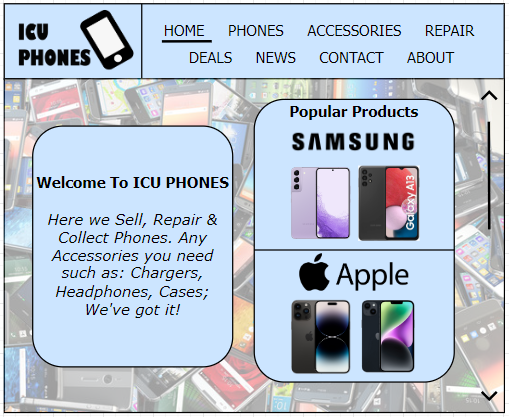 ICU
PHONES
HOME PHONES ACCESSORIES REPAIR
DEALS NEWS CONTACT ABOUT
Welcome To ICU PHONES
Here we Sell, Repair &
Collect Phones. Any
Accessories you need
such as: Chargers,
Headphones, Cases;
We've got it!
Popular Products
SAMSUNG
Galaxy A13
Apple